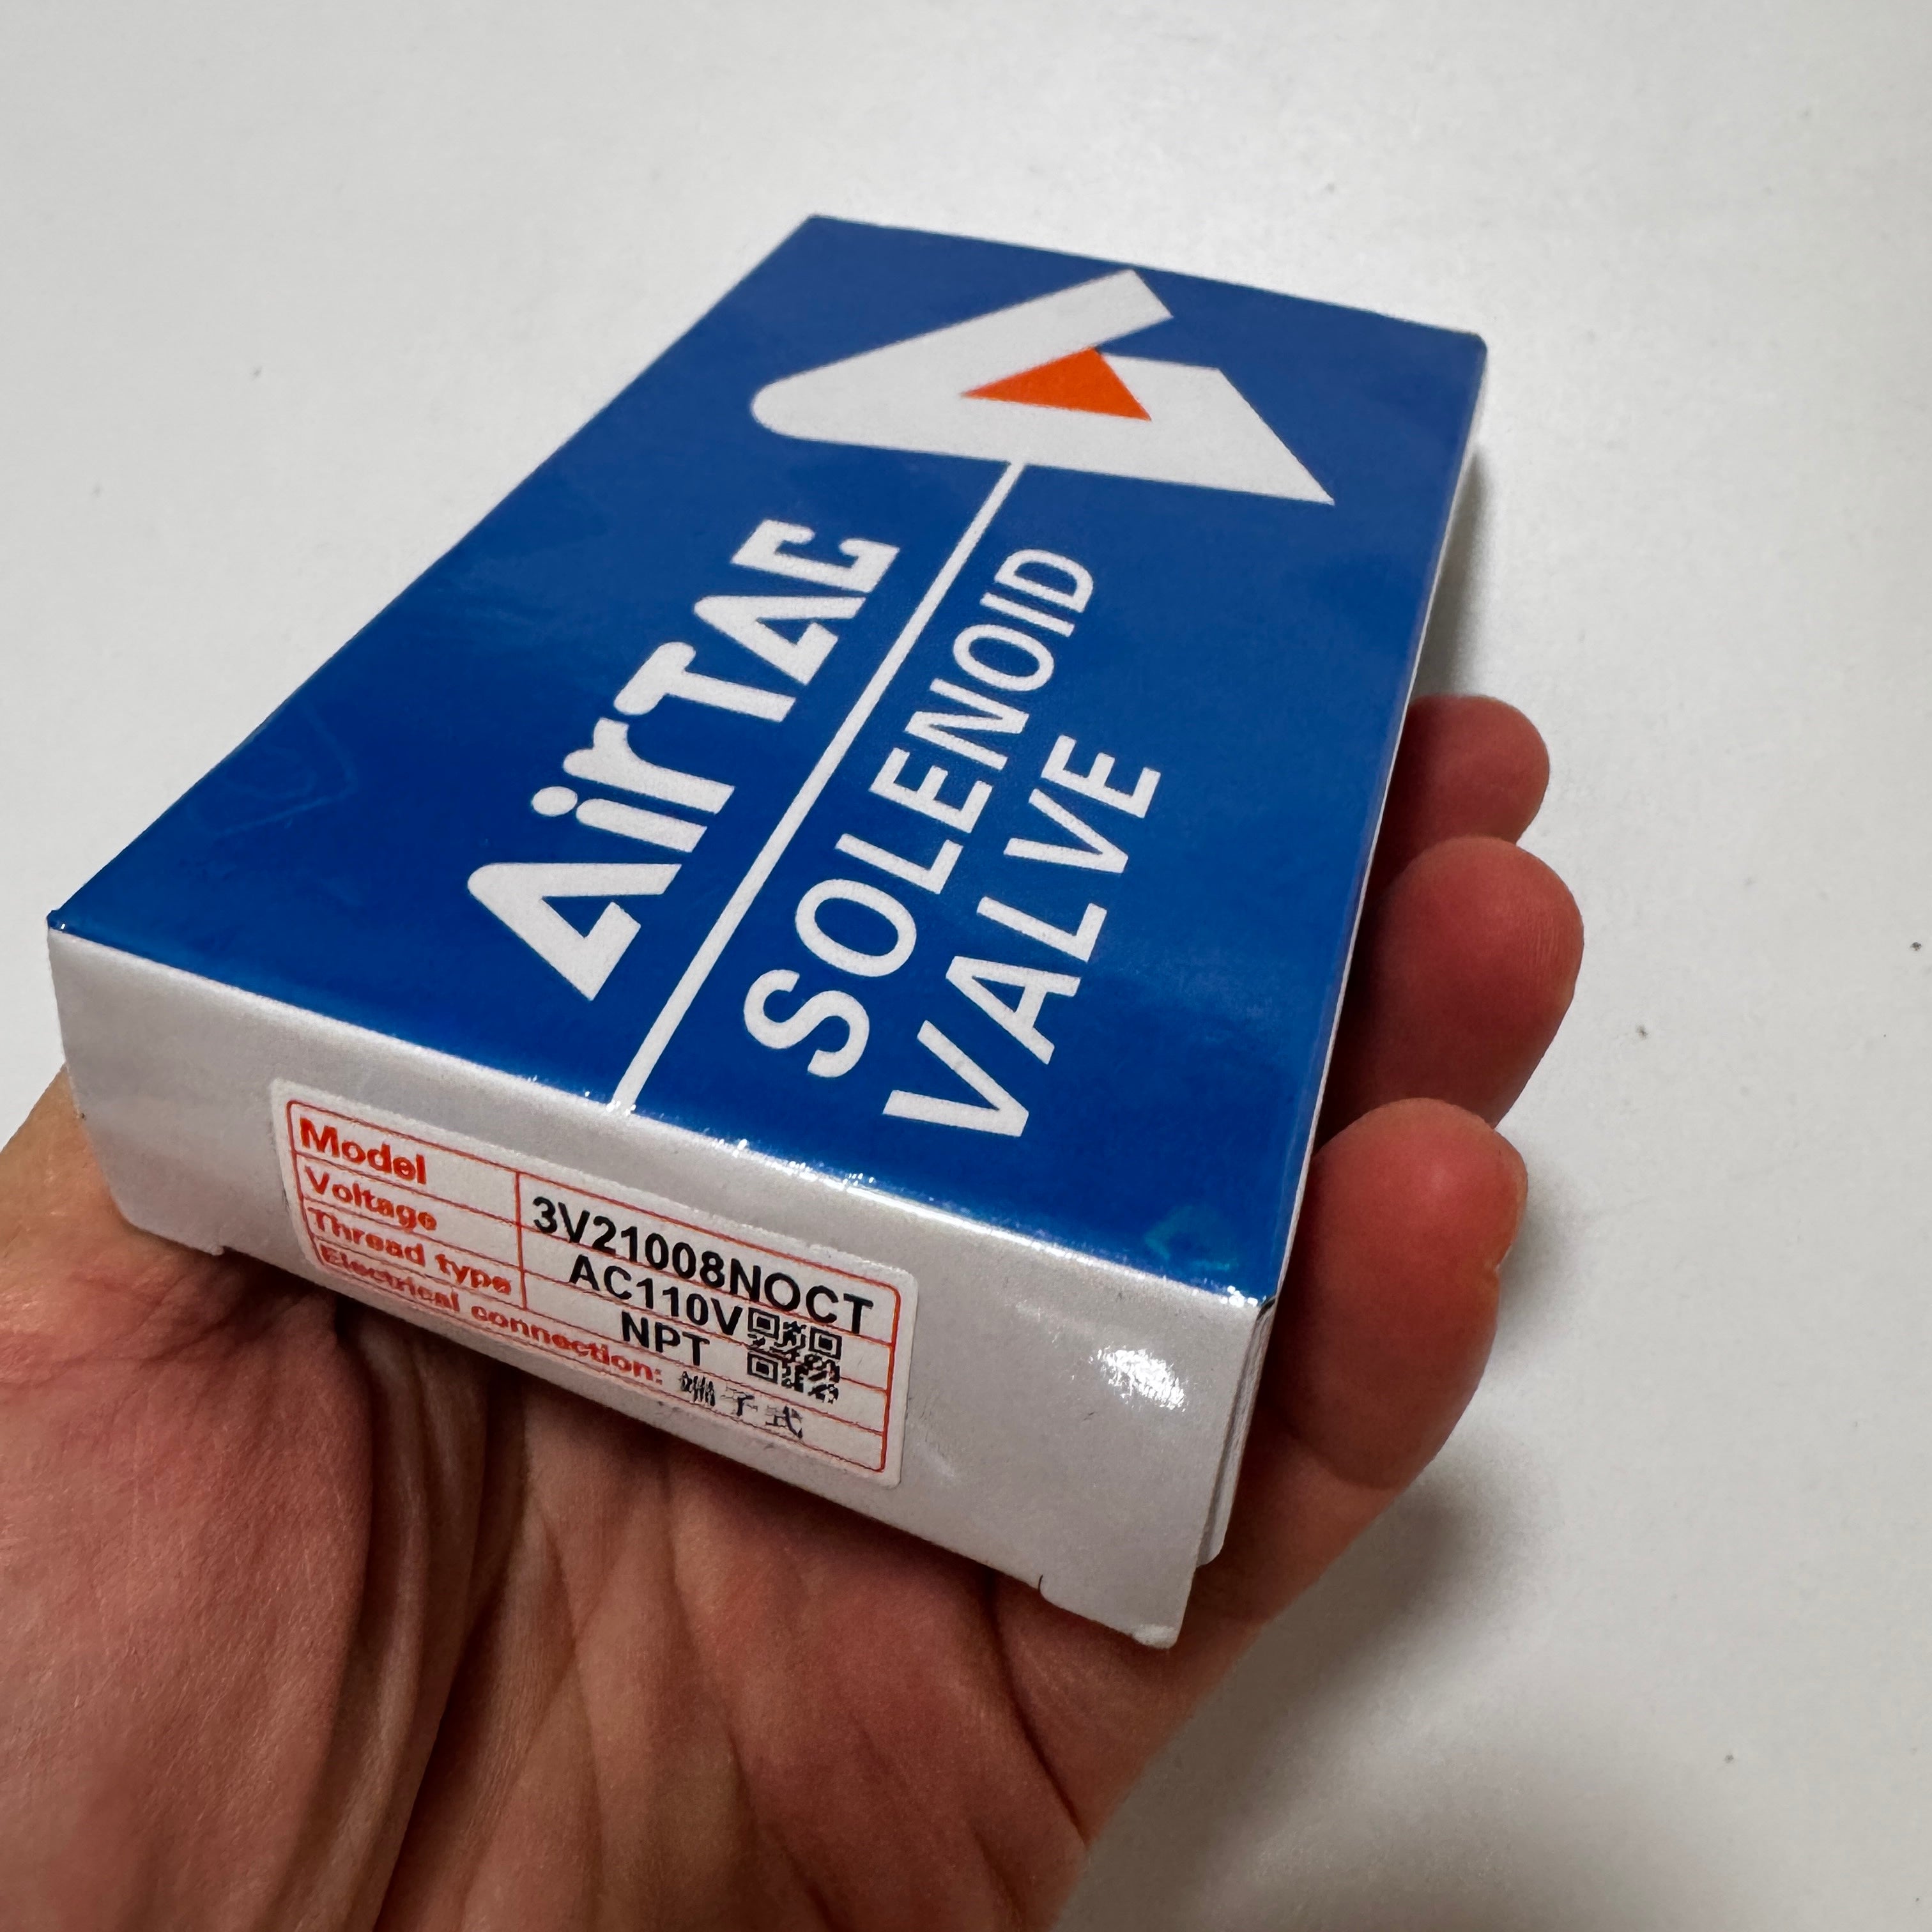 AirTAC
SOLENOID
VALVE
Model 3V21008NOCT
Voltage AC110V
Thread type NPT
Electrical connection: 端子式